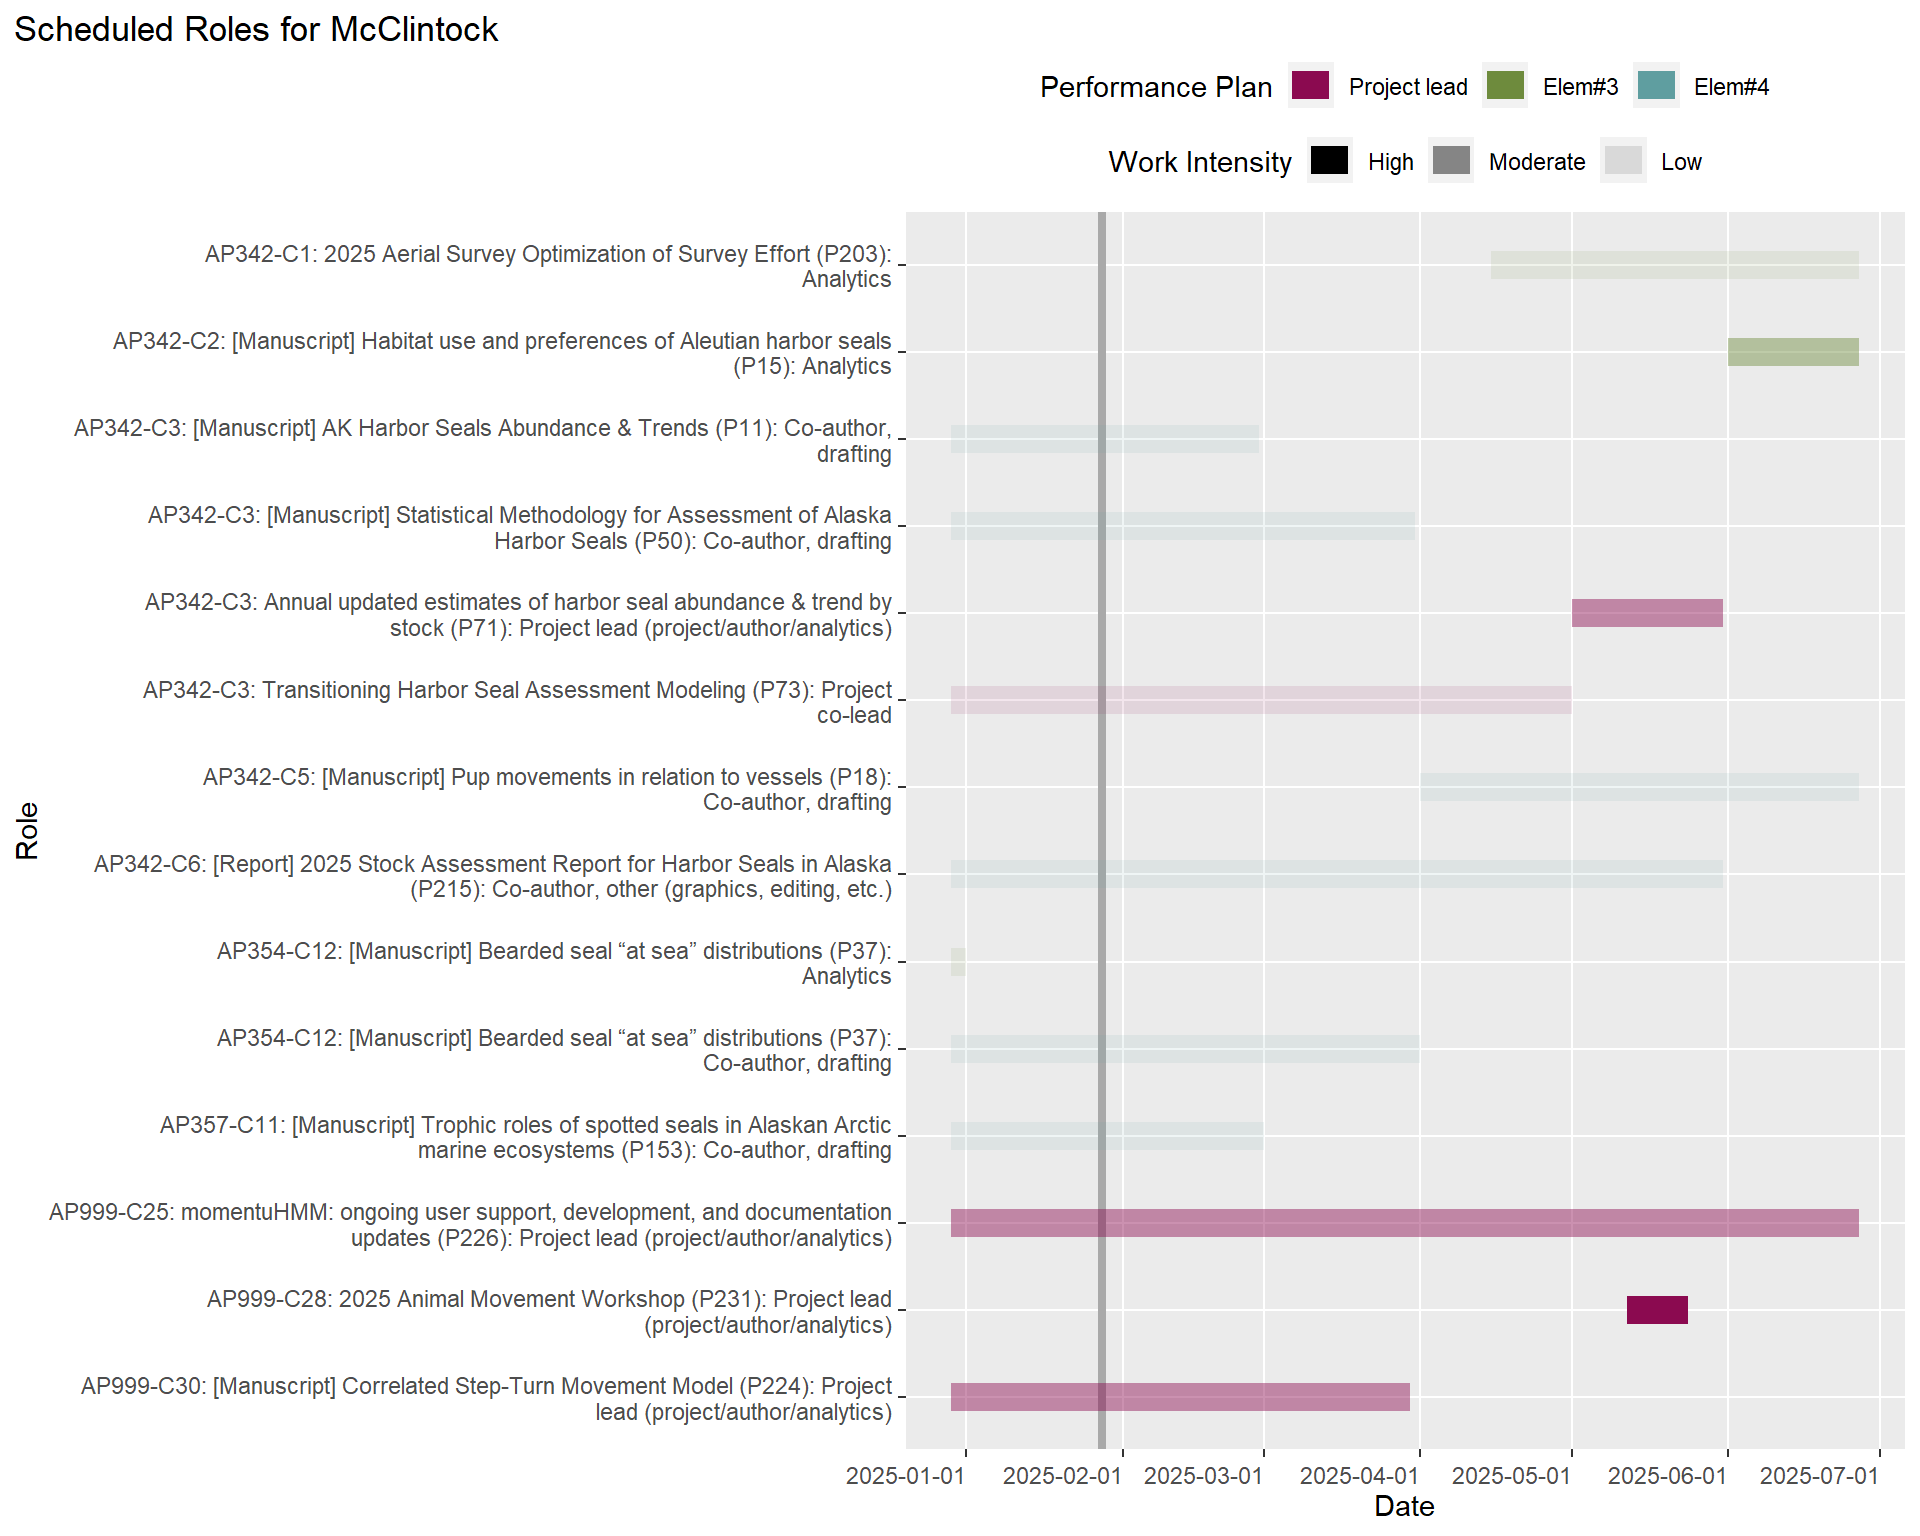 Scheduled Roles for McClintock
Performance Plan Project lead Elem#3 Elem#4
Work Intensity High Moderate Low
AP342-C1: 2025 Aerial Survey Optimization of Survey Effort (P203):
Analytics
AP342-C2: [Manuscript] Habitat use and preferences of Aleutian harbor seals
(P15): Analytics
AP342-C3: [Manuscript] AK Harbor Seals Abundance & Trends (P11): Co-author,
drafting
AP342-C3: [Manuscript] Statistical Methodology for Assessment of Alaska
Harbor Seals (P50): Co-author, drafting
AP342-C3: Annual updated estimates of harbor seal abundance & trend by
stock (P71): Project lead (project/author/analytics)
AP342-C3: Transitioning Harbor Seal Assessment Modeling (P73): Project
co-lead
AP342-C5: [Manuscript] Pup movements in relation to vessels (P18):
Co-author, drafting
AP342-C6: [Report] 2025 Stock Assessment Report for Harbor Seals in Alaska
(P215): Co-author, other (graphics, editing, etc.)
AP354-C12: [Manuscript] Bearded seal “at sea” distributions (P37):
Analytics
AP354-C12: [Manuscript] Bearded seal “at sea” distributions (P37):
Co-author, drafting
AP357-C11: [Manuscript] Trophic roles of spotted seals in Alaskan Arctic
marine ecosystems (P153): Co-author, drafting
AP999-C25: momentuHMM: ongoing user support, development, and documentation
updates (P226): Project lead (project/author/analytics)
AP999-C28: 2025 Animal Movement Workshop (P231): Project lead
(project/author/analytics)
AP999-C30: [Manuscript] Correlated Step-Turn Movement Model (P224): Project
lead (project/author/analytics)
Role
2025-01-01 2025-02-01 2025-03-01 2025-04-01 2025-05-01 2025-06-01 2025-07-01
Date